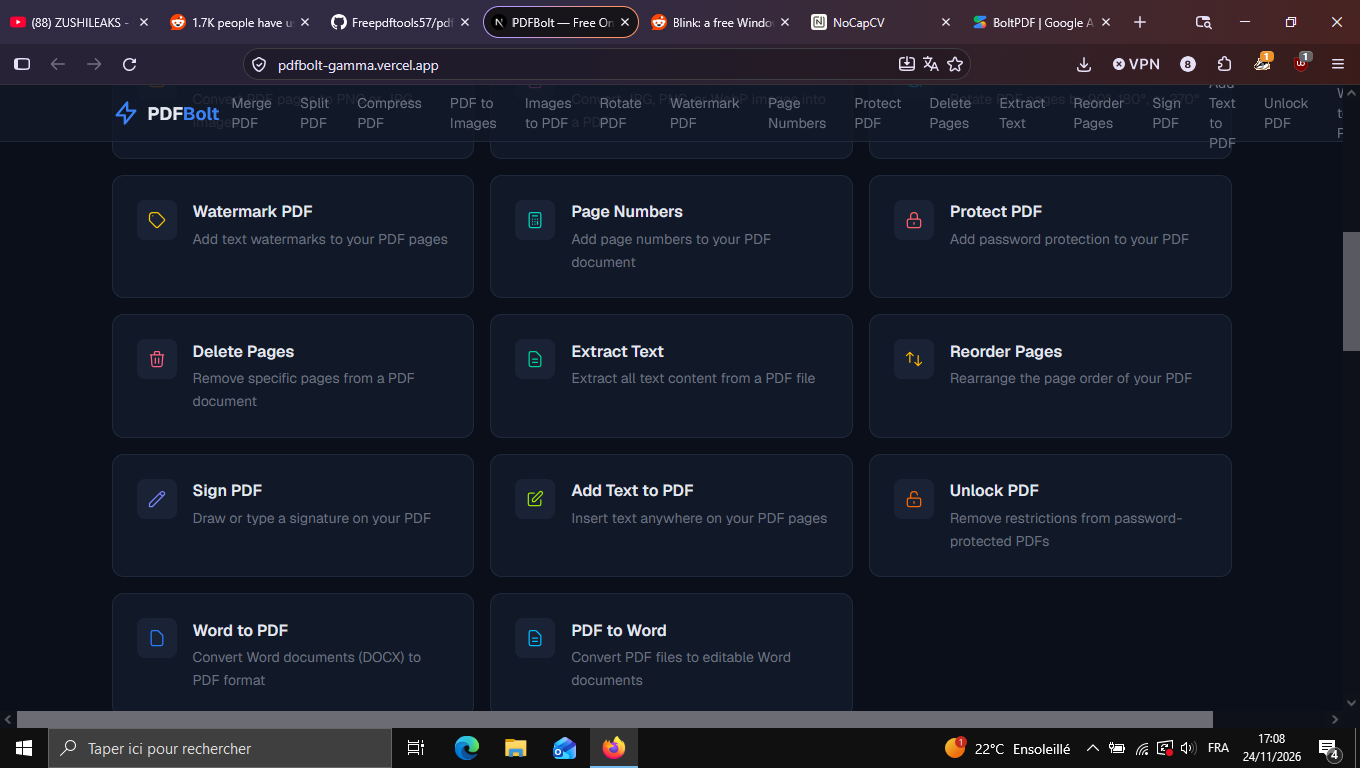 (88) ZUSHILEAKS -
1.7K people have u
Freepdftools57/pdf
PDFBolt — Free On
Blink: a free Windo
NoCapCV
BoltPDF | Google A
pdfbolt-gamma.vercel.app
VPN
8
1
1
PDFBolt
Merge PDF
Split PDF
Compress PDF
PDF to Images
Images to PDF
Rotate PDF
Watermark PDF
Page Numbers
Protect PDF
Delete Pages
Extract Text
Reorder Pages
Sign PDF
Add Text to PDF
Unlock PDF
Watermark PDF
Add text watermarks to your PDF pages
Page Numbers
Add page numbers to your PDF
document
Protect PDF
Add password protection to your PDF
Delete Pages
Remove specific pages from a PDF
document
Extract Text
Extract all text content from a PDF file
Reorder Pages
Rearrange the page order of your PDF
Sign PDF
Draw or type a signature on your PDF
Add Text to PDF
Insert text anywhere on your PDF pages
Unlock PDF
Remove restrictions from password-
protected PDFs
Word to PDF
Convert Word documents (DOCX) to
PDF format
PDF to Word
Convert PDF files to editable Word
documents
Taper ici pour rechercher
1
22°C Ensoleillé
FRA
17:08
24/11/2026
4